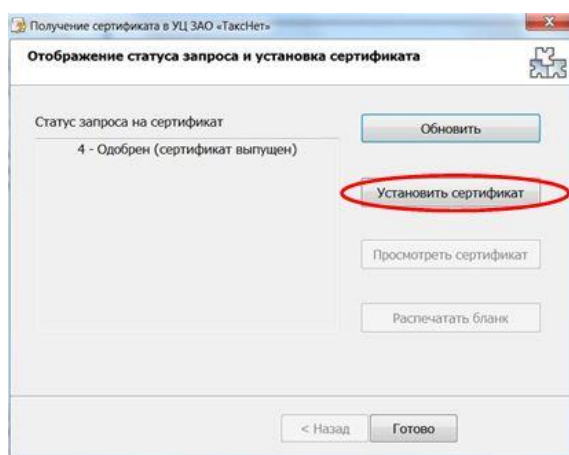 Получение сертификата в УЦ ЗАО «ТаксНет»
Отображение статуса запроса и установка сертификата
Статус запроса на сертификат
4 - Одобрен (сертификат выпущен)
Обновить
Установить сертификат
Просмотреть сертификат
Распечатать бланк
< Назад
Готово